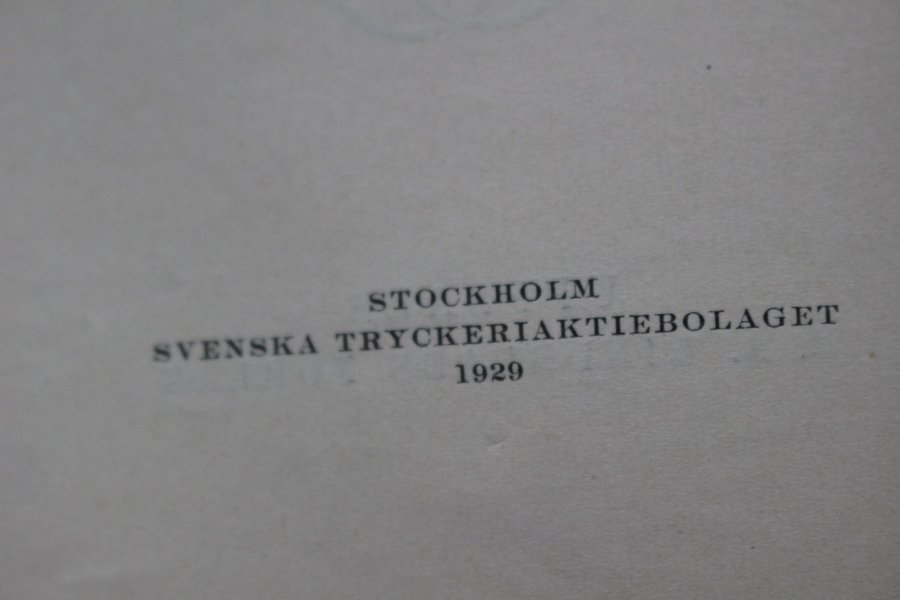 STOCKHOLM
SVENSKA TRYCKERIAKTIEBOLAGET
1929